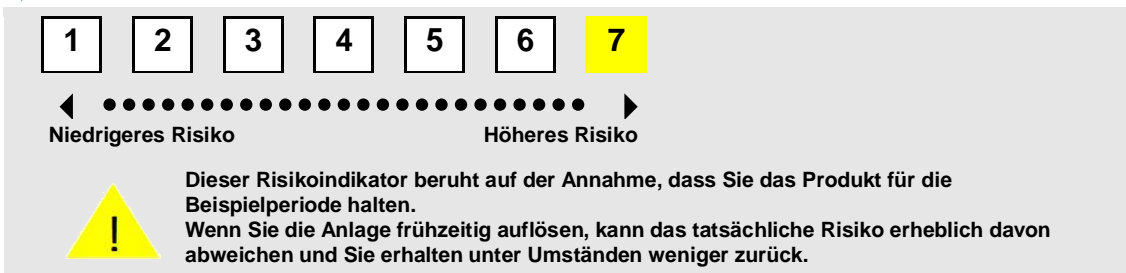 1 2 3 4 5 6 7
Niedrigeres Risiko Höheres Risiko
Dieser Risikoindikator beruht auf der Annahme, dass Sie das Produkt für die
Beispielperiode halten.
Wenn Sie die Anlage frühzeitig auflösen, kann das tatsächliche Risiko erheblich davon
abweichen und Sie erhalten unter Umständen weniger zurück.
!